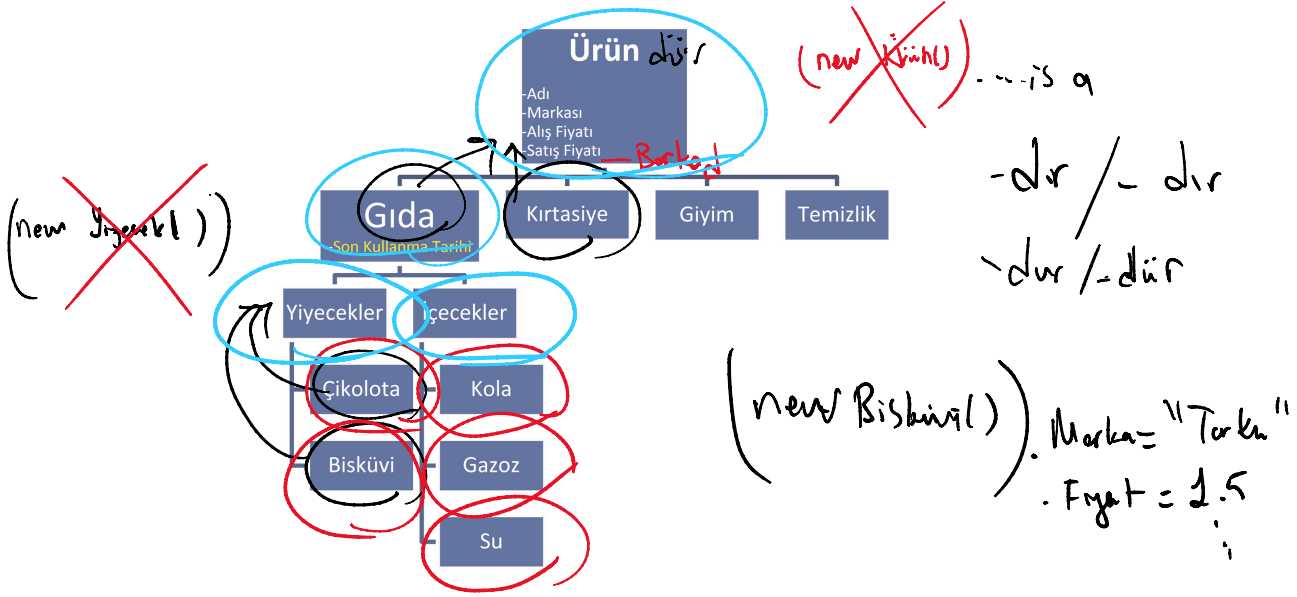 Ürün dür
-Adı
-Markası
-Alış Fiyatı
-Satış Fiyatı - Barkod
(new Ürün()) ....is a
-dır / - dır
-dur / -dür
Gıda
-Son Kullanma Tarihi
Kırtasiye
Giyim
Temizlik
(new Yiyecek())
Yiyecekler
İçecekler
Çikolota
Kola
Bisküvi
Gazoz
Su
(new Bisküvi())
. Marka = "Torku"
. Fiyat = 1.5